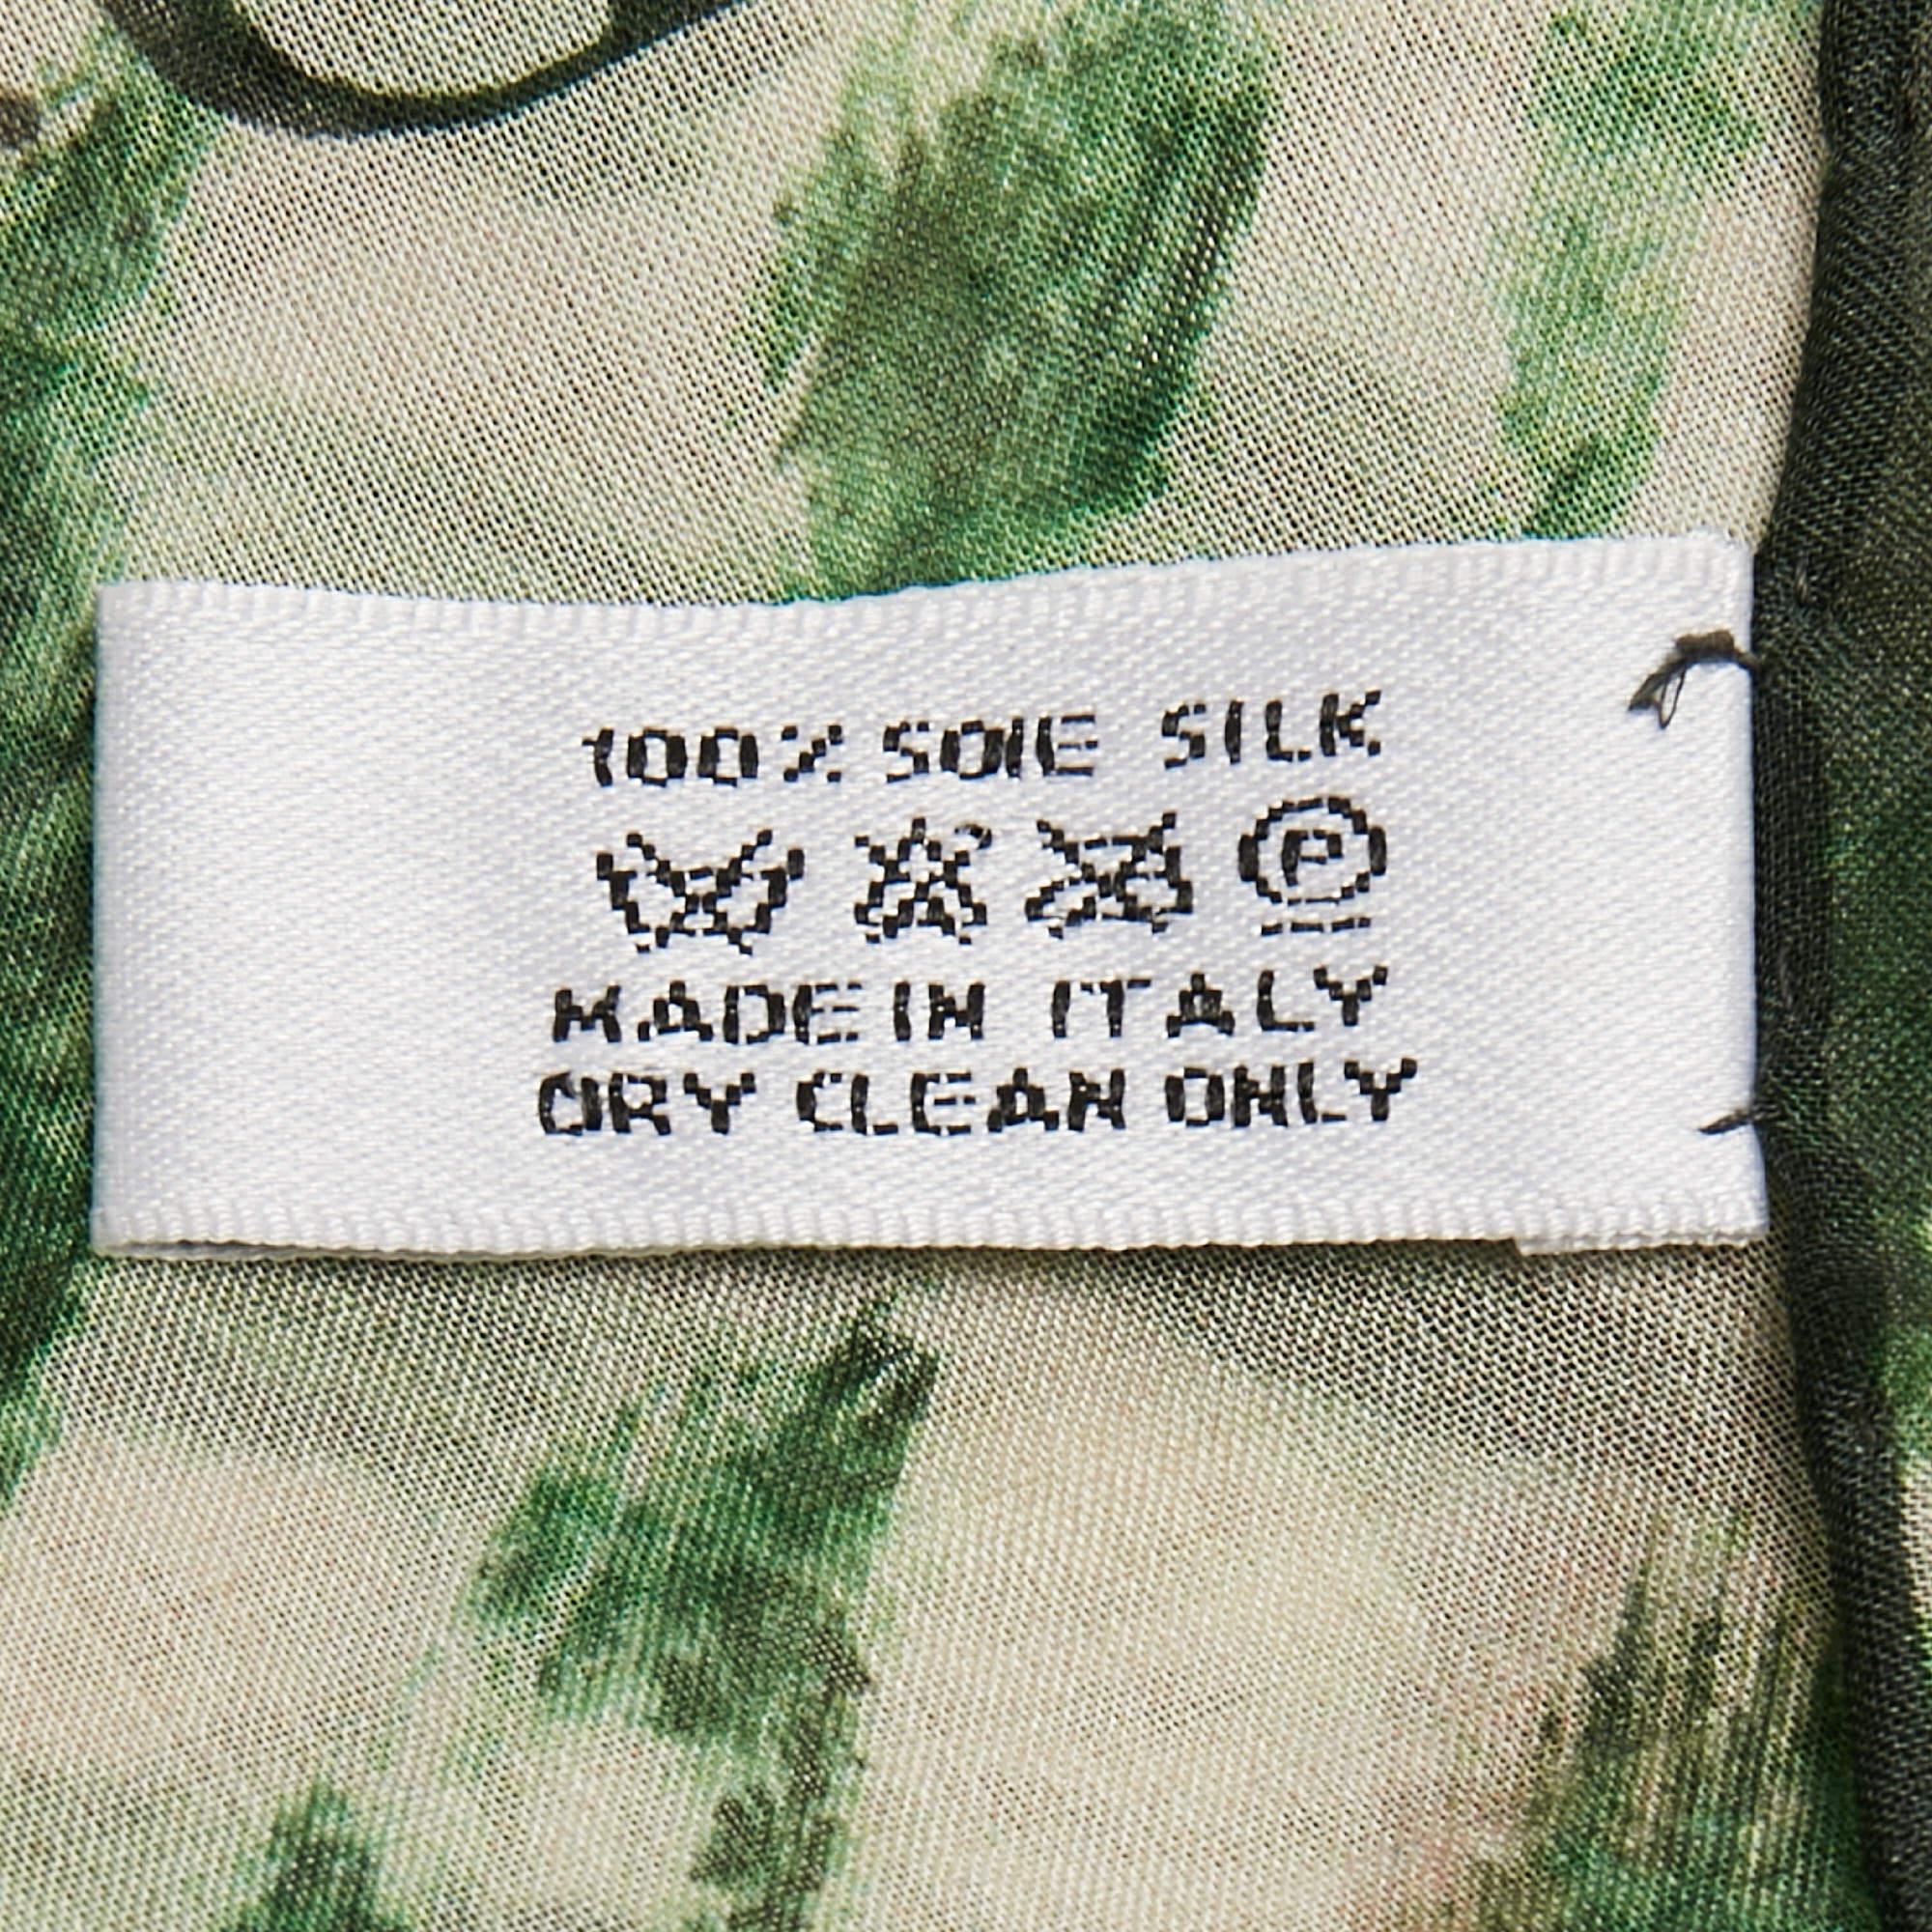 100% SOIE SILK
P
MADE IN ITALY
DRY CLEAN ONLY